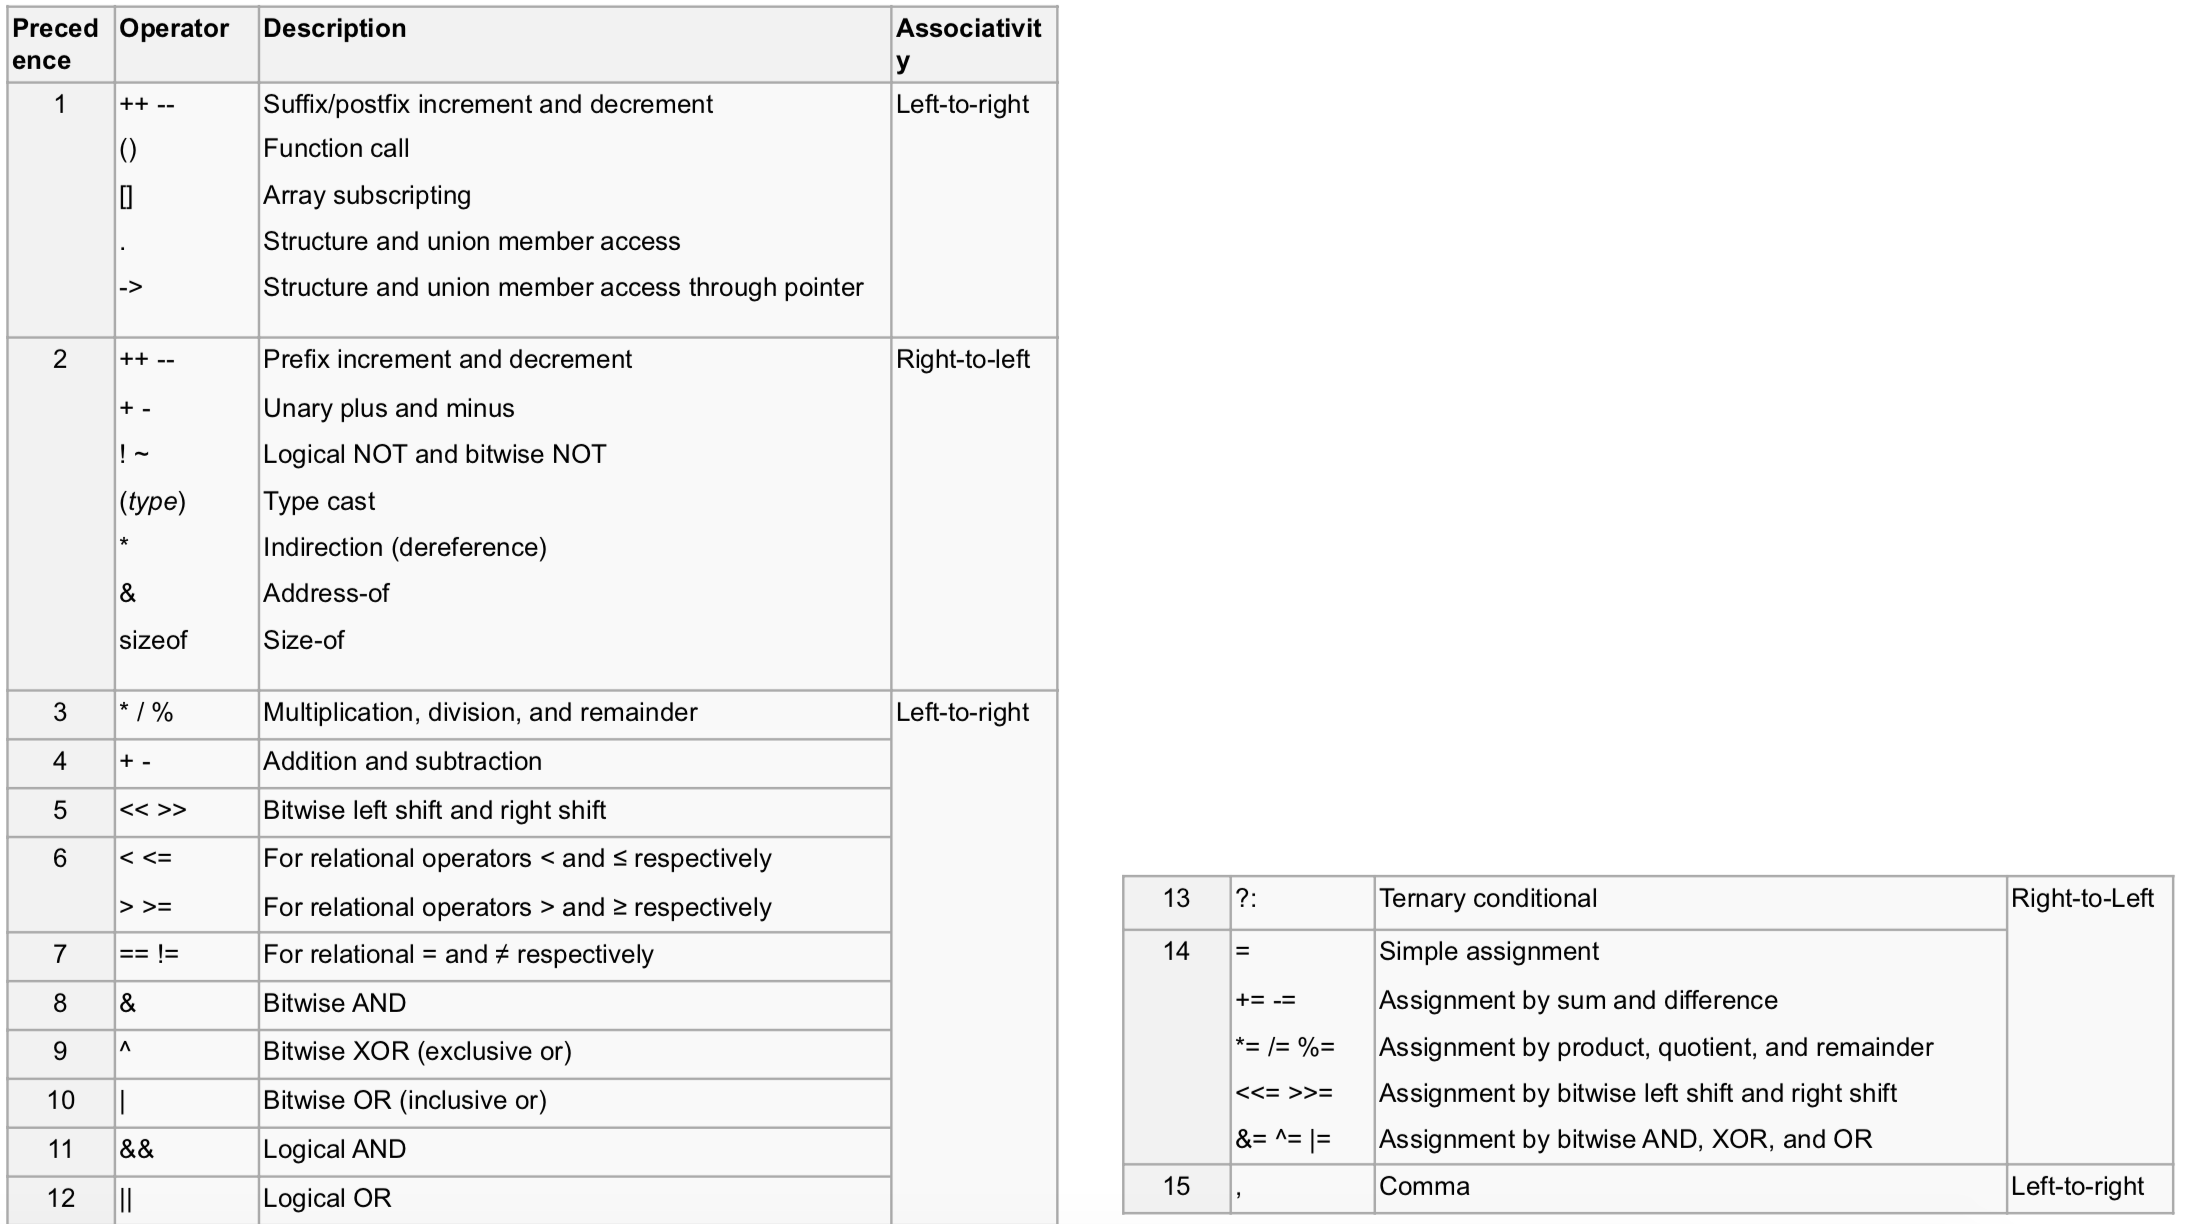 Preced Operator Description Associativit
ence y
1 ++ -- Suffix/postfix increment and decrement Left-to-right
() Function call
[] Array subscripting
. Structure and union member access
-> Structure and union member access through pointer
2 ++ -- Prefix increment and decrement Right-to-left
+ - Unary plus and minus
! ~ Logical NOT and bitwise NOT
(type) Type cast
* Indirection (dereference)
& Address-of
sizeof Size-of
3 * / % Multiplication, division, and remainder Left-to-right
4 + - Addition and subtraction
5 << >> Bitwise left shift and right shift
6 < <= For relational operators < and ≤ respectively
> >= For relational operators > and ≥ respectively
7 == != For relational = and ≠ respectively
8 & Bitwise AND
9 ^ Bitwise XOR (exclusive or)
10 | Bitwise OR (inclusive or)
11 && Logical AND
12 || Logical OR
13 ?: Ternary conditional Right-to-Left
14 = Simple assignment
+= -= Assignment by sum and difference
*= /= %= Assignment by product, quotient, and remainder
<<= >>= Assignment by bitwise left shift and right shift
&= ^= |= Assignment by bitwise AND, XOR, and OR
15 , Comma Left-to-right